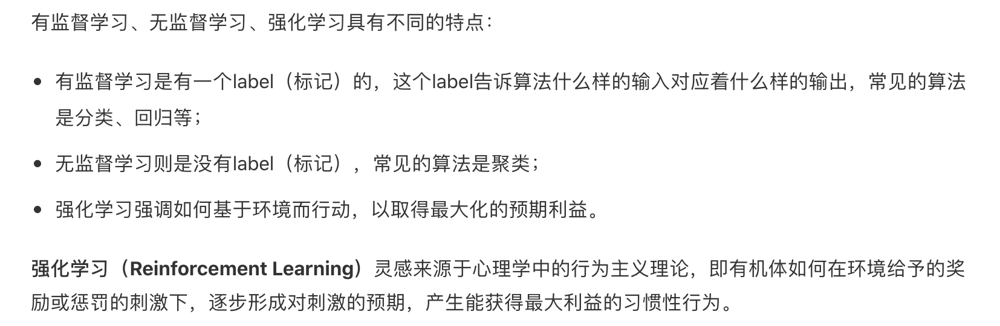 有监督学习、无监督学习、强化学习具有不同的特点：
• 有监督学习是有一个label（标记）的，这个label告诉算法什么样的输入对应着什么样的输出，常见的算法
是分类、回归等；
• 无监督学习则是没有label（标记），常见的算法是聚类；
• 强化学习强调如何基于环境而行动，以取得最大化的预期利益。
强化学习（Reinforcement Learning）灵感来源于心理学中的行为主义理论，即有机体如何在环境给予的奖
励或惩罚的刺激下，逐步形成对刺激的预期，产生能获得最大利益的习惯性行为。